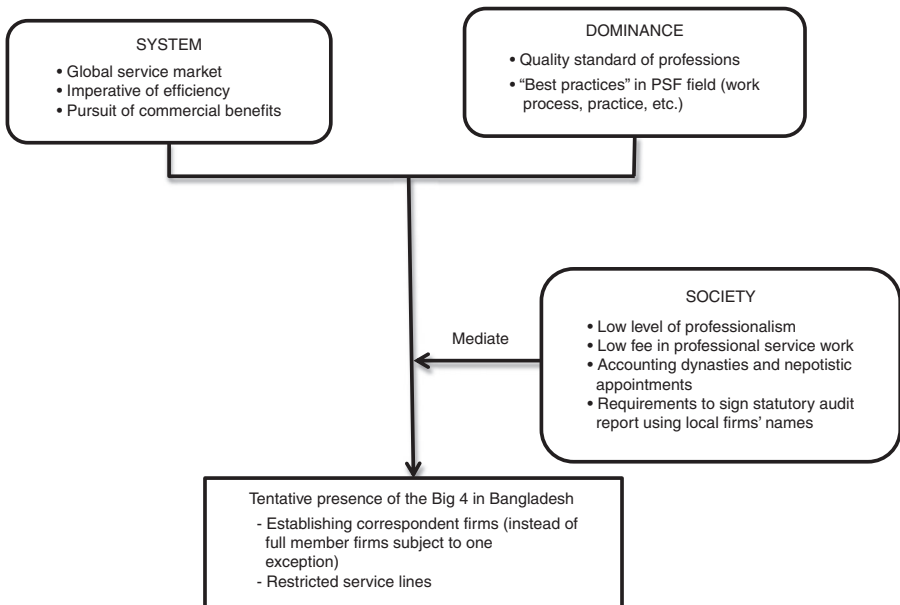 SYSTEM
• Global service market
• Imperative of efficiency
• Pursuit of commercial benefits
DOMINANCE
• Quality standard of professions
• “Best practices” in PSF field (work
process, practice, etc.)
SOCIETY
• Low level of professionalism
• Low fee in professional service work
• Accounting dynasties and nepotistic
appointments
• Requirements to sign statutory audit
report using local firms’ names
Mediate
Tentative presence of the Big 4 in Bangladesh
- Establishing correspondent firms (instead of
full member firms subject to one
exception)
- Restricted service lines